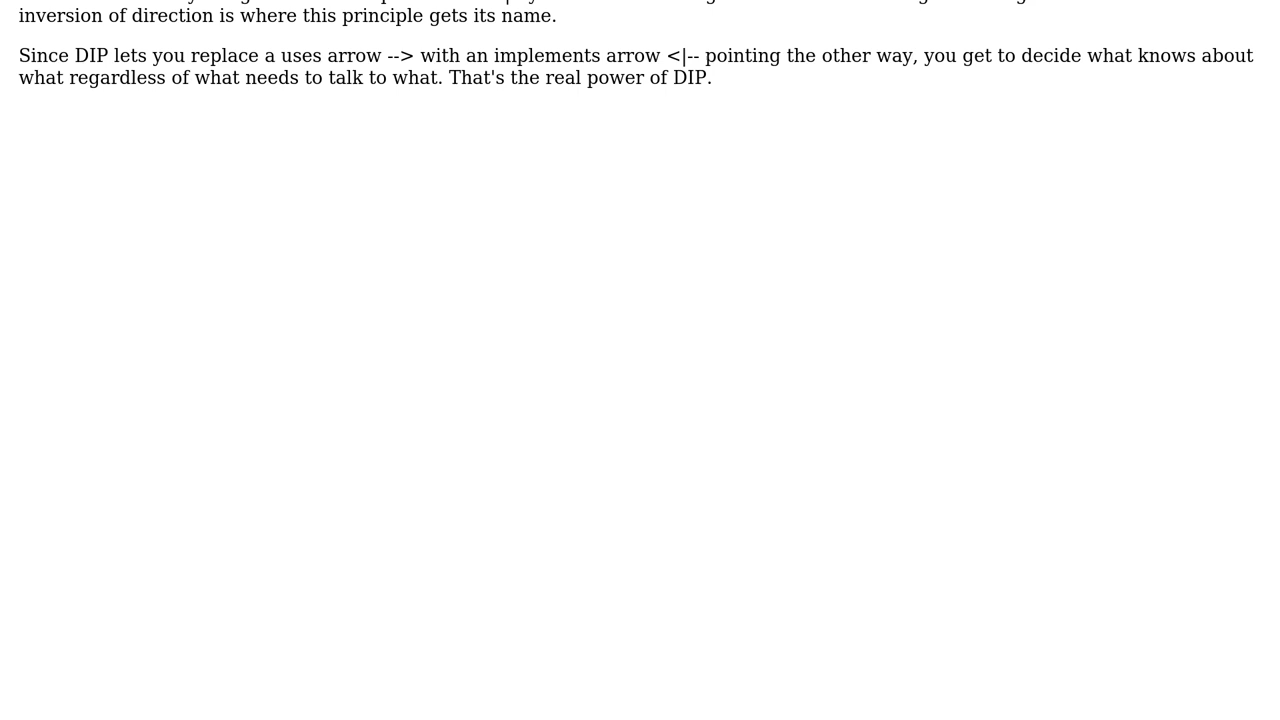 inversion of direction is where this principle gets its name.
Since DIP lets you replace a uses arrow --> with an implements arrow <|-- pointing the other way, you get to decide what knows about
what regardless of what needs to talk to what. That's the real power of DIP.